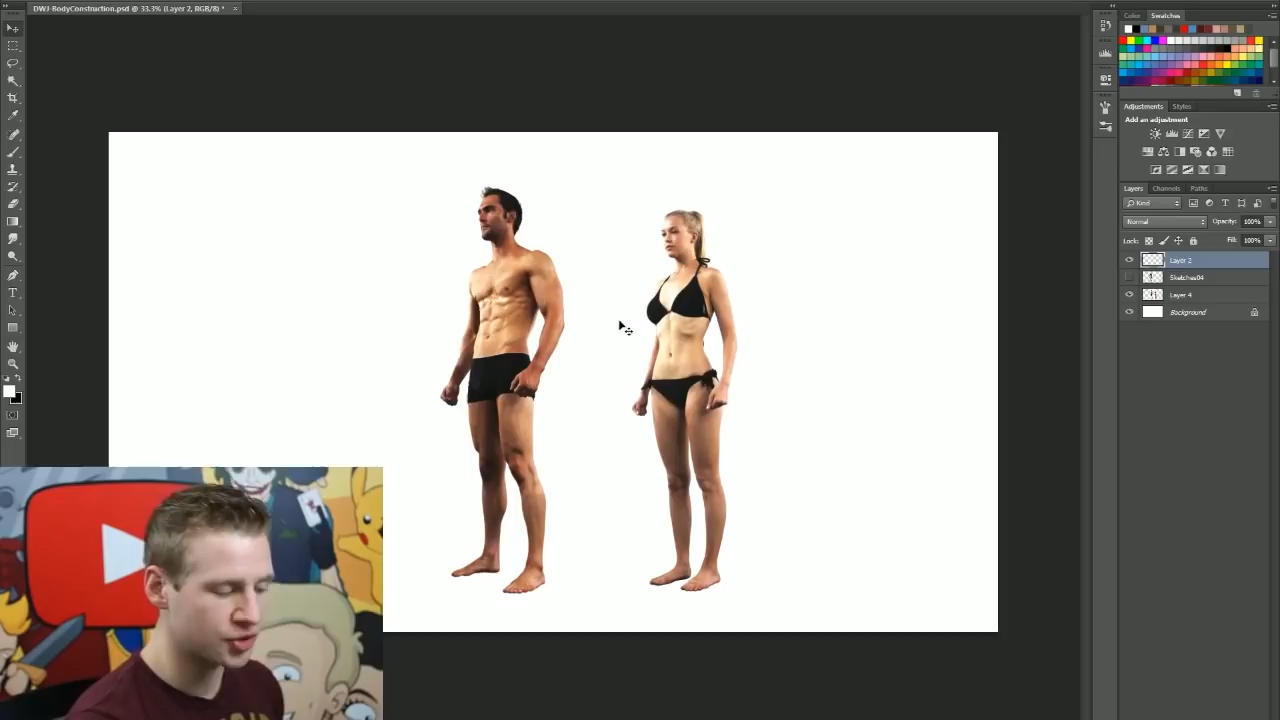 DWJ-BodyConstruction.psd @ 33.3% (Layer 2, RGB/8) *
Color Swatches
Adjustments Styles
Add an adjustment
Layers Channels Paths
Kind
Normal Opacity: 100%
Lock: Fill: 100%
Layer 2
Sketches04
Layer 4
Background